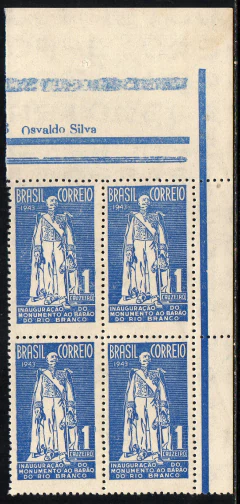 Osvaldo Silva
BRASIL CORREIO BRASIL CORREIO
1943 1943
1 1
CRUZEIRO CRUZEIRO
INAUGURAÇÃO DO INAUGURAÇÃO DO
MONUMENTO AO BARÃO MONUMENTO AO BARÃO
DO RIO BRANCO DO RIO BRANCO
BRASIL CORREIO BRASIL CORREIO
1943 1943
1 1
CRUZEIRO CRUZEIRO
INAUGURAÇÃO DO INAUGURAÇÃO DO
MONUMENTO AO BARÃO MONUMENTO AO BARÃO
DO RIO BRANCO DO RIO BRANCO